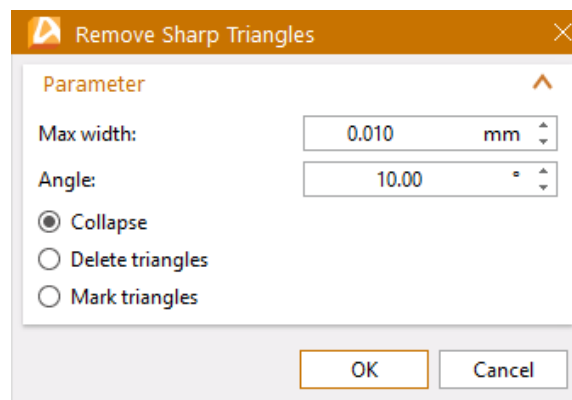 Remove Sharp Triangles
Parameter
Max width: 0.010 mm
Angle: 10.00 °
Collapse
Delete triangles
Mark triangles
OK Cancel